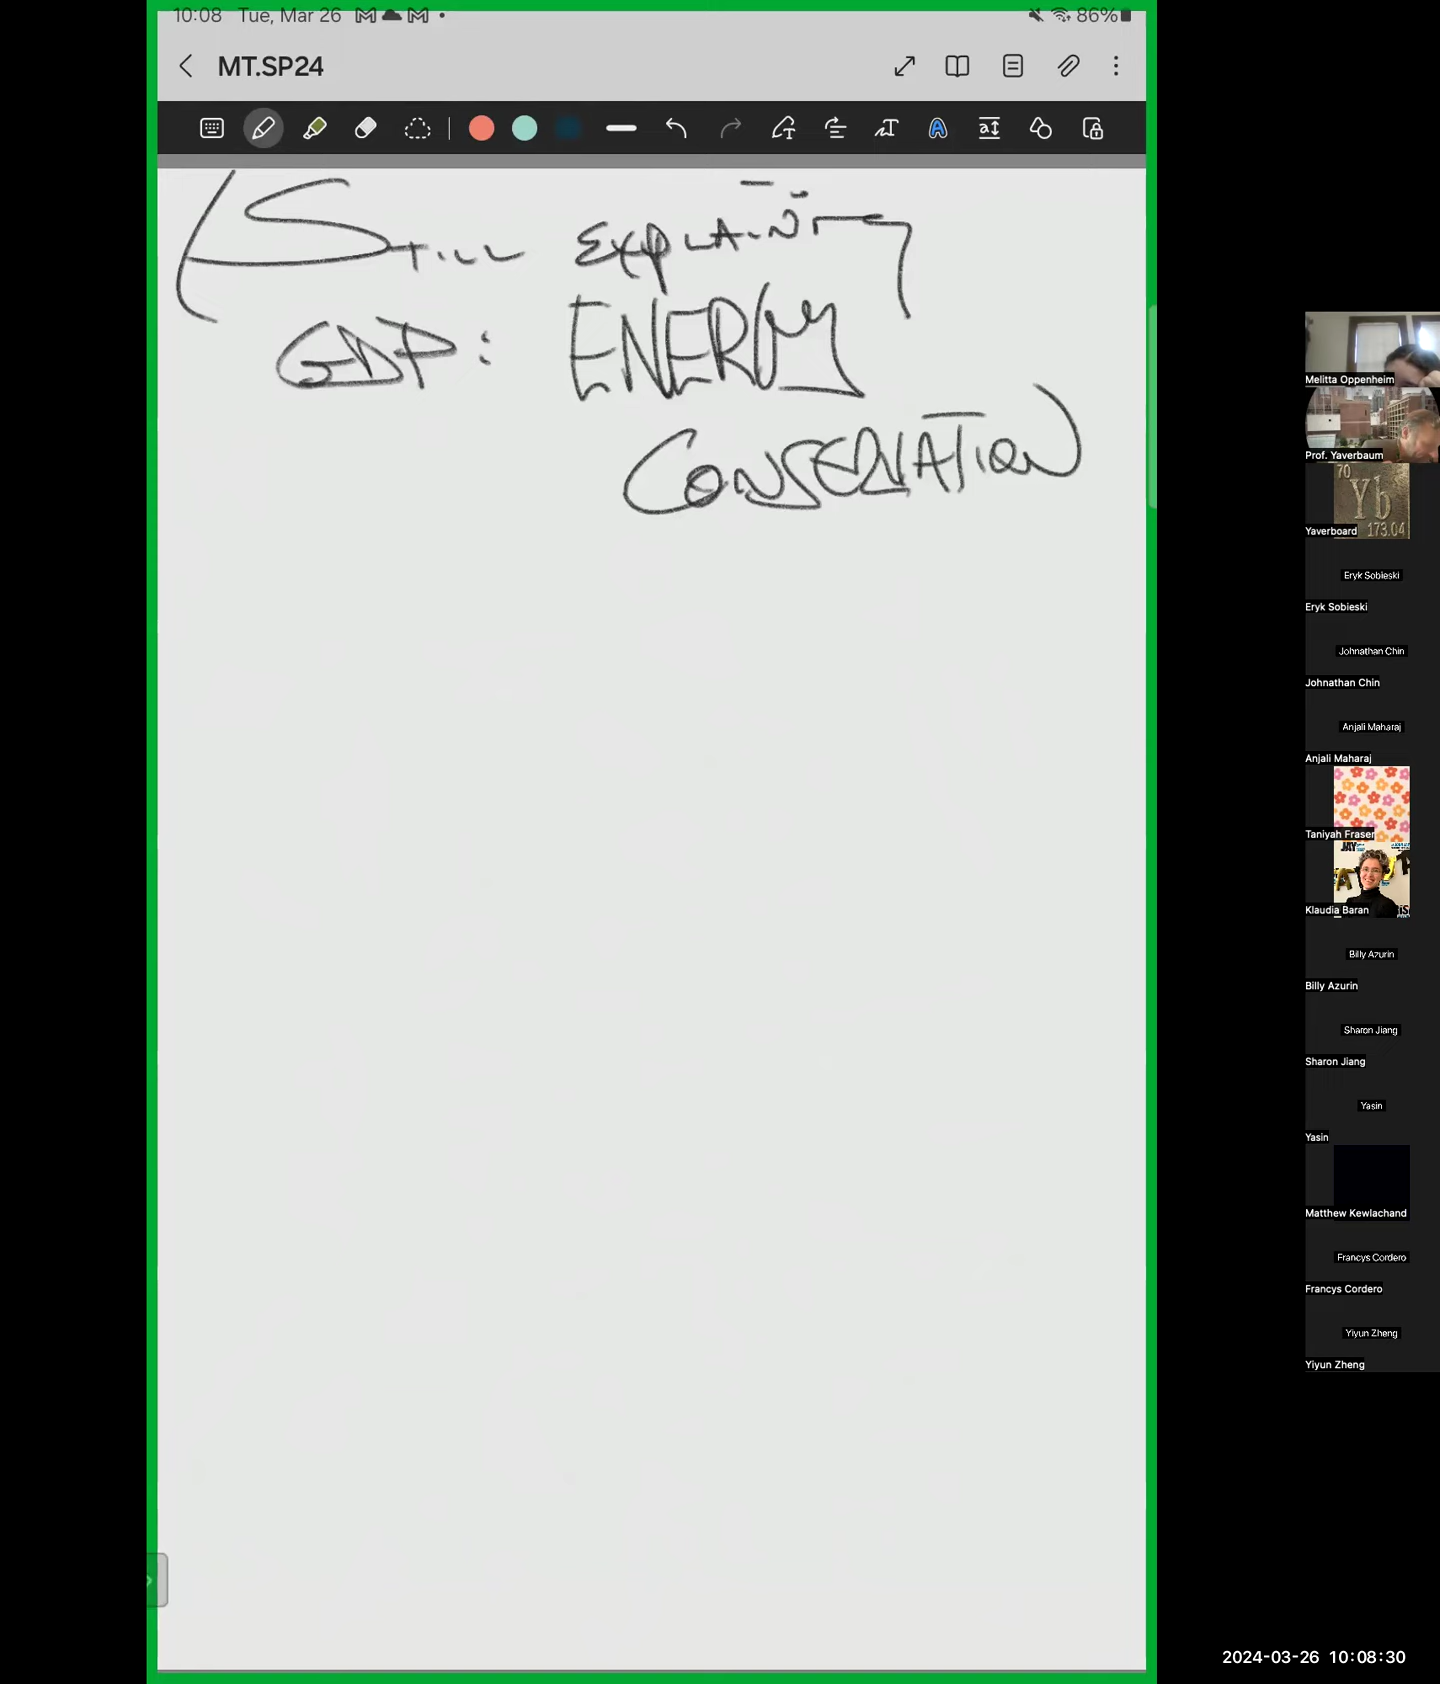 10:08 Tue, Mar 26 86%
MT.SP24
(STILL EXPLAINING
GDP: ENERGY
CONSERVATION)
Melitta Oppenheim
Prof. Yaverbaum
70
Yb
173.04
Yaverboard
Eryk Sobieski
Eryk Sobieski
Johnathan Chin
Johnathan Chin
Anjali Maharaj
Anjali Maharaj
Taniyah Fraser
JAY
Klaudia Baran
Billy Azurin
Billy Azurin
Sharon Jiang
Sharon Jiang
Yasin
Yasin
Matthew Kewlachand
Francys Cordero
Francys Cordero
Yiyun Zheng
Yiyun Zheng
2024-03-26 10:08:30